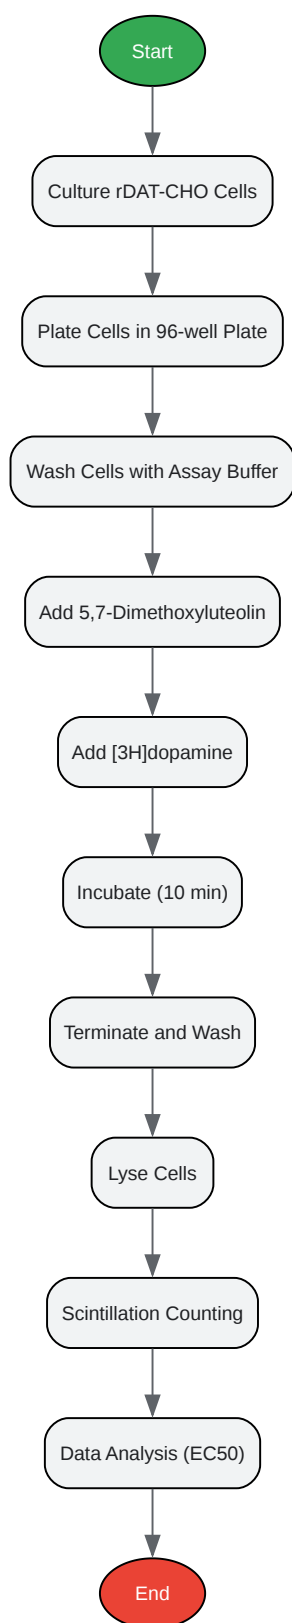 Start
Culture rDAT-CHO Cells
Plate Cells in 96-well Plate
Wash Cells with Assay Buffer
Add 5,7-Dimethoxyluteolin
Add [3H]dopamine
Incubate (10 min)
Terminate and Wash
Lyse Cells
Scintillation Counting
Data Analysis (EC50)
End